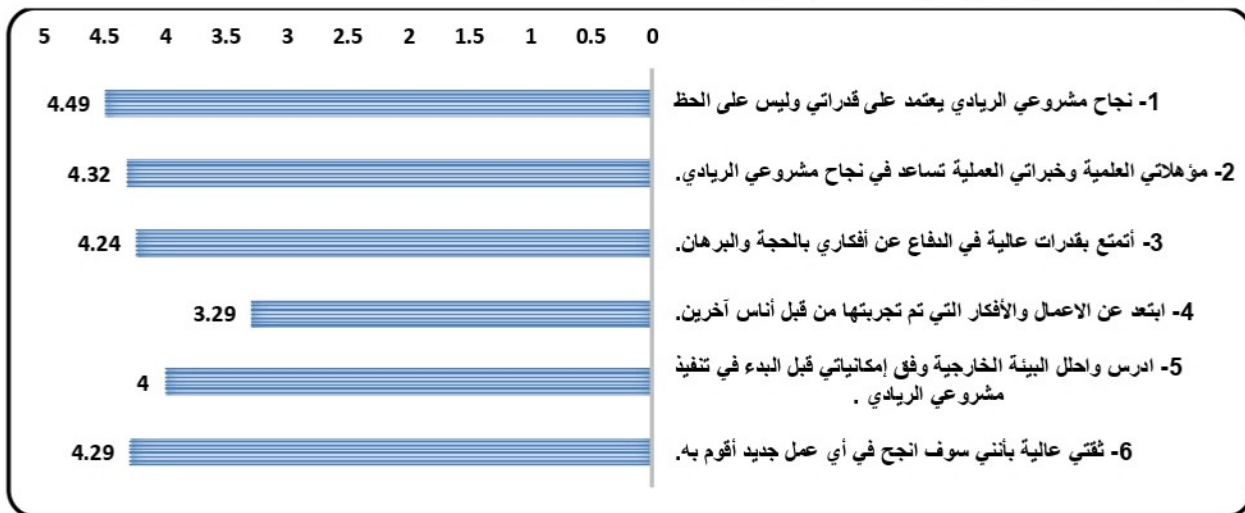 5 4.5 4 3.5 3 2.5 2 1.5 1 0.5 0
1- نجاح مشروعي الريادي يعتمد على قدراتي وليس على الحظ
4.49
2- مؤهلاتي العلمية وخبراتي العملية تساعد في نجاح مشروعي الريادي.
4.32
3- أتمتع بقدرات عالية في الدفاع عن أفكاري بالحجة والبرهان.
4.24
4- ابتعد عن الاعمال والأفكار التي تم تجربتها من قبل أناس آخرين.
3.29
5- ادرس واحلل البيئة الخارجية وفق إمكانياتي قبل البدء في تنفيذ
مشروعي الريادي .
4
6- ثقتي عالية بأنني سوف انجح في أي عمل جديد أقوم به.
4.29